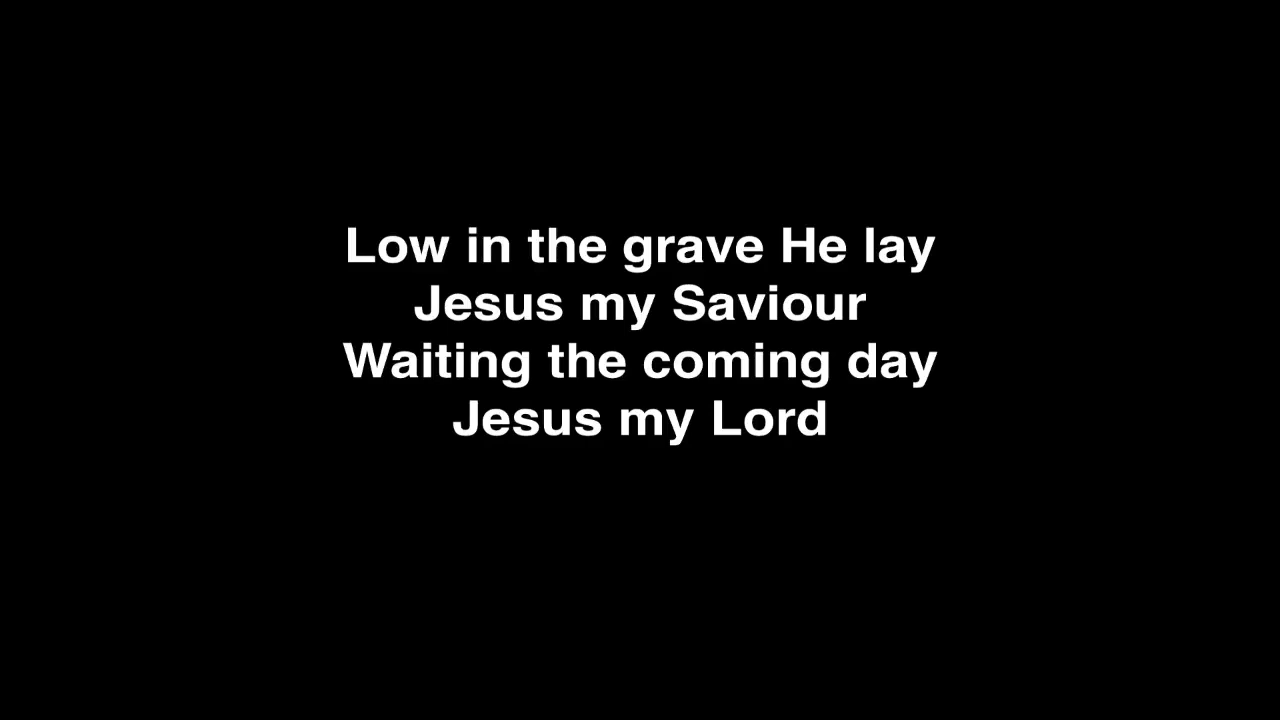 Low in the grave He lay
Jesus my Saviour
Waiting the coming day
Jesus my Lord